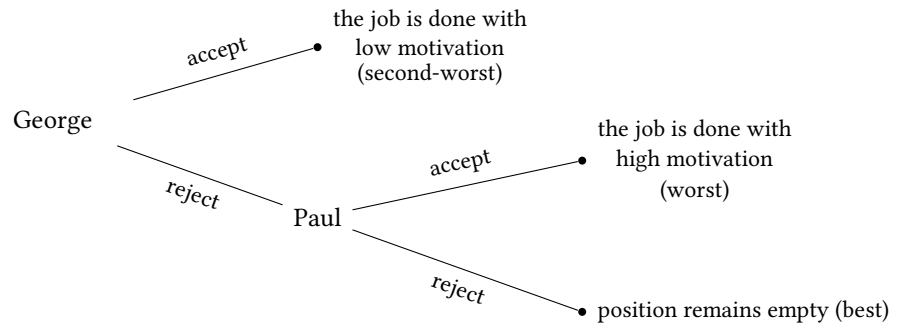 the job is done with
low motivation
(second-worst)
accept
George
the job is done with
high motivation
(worst)
accept
reject
Paul
reject
position remains empty (best)